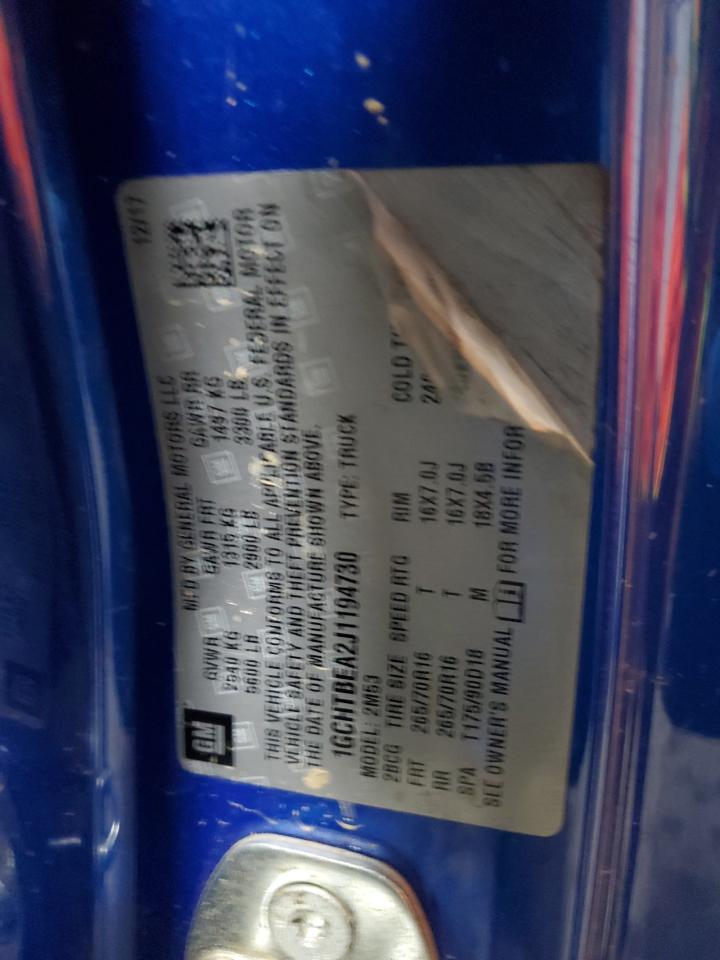 12/17
GM
MFD BY GENERAL MOTORS LLC
GVWR GAWR FRT GAWR RR
2540 KG 1315 KG 1497 KG
5600 LB. 2900 LB. 3300 LB.
THIS VEHICLE CONFORMS TO ALL APPLICABLE U.S. FEDERAL MOTOR
VEHICLE SAFETY AND THEFT PREVENTION STANDARDS IN EFFECT ON
THE DATE OF MANUFACTURE SHOWN ABOVE.
1GCHTBEA2J1194730 TYPE: TRUCK
MODEL: 2M53
2BCG TIRE SIZE SPEED RTG RIM COLD
FRT 265/70R16 T 16X7.0J
RR 265/70R16 T 16X7.0J
SPA T175/90D18 M 18X4.5B
SEE OWNER'S MANUAL FOR MORE INFOR